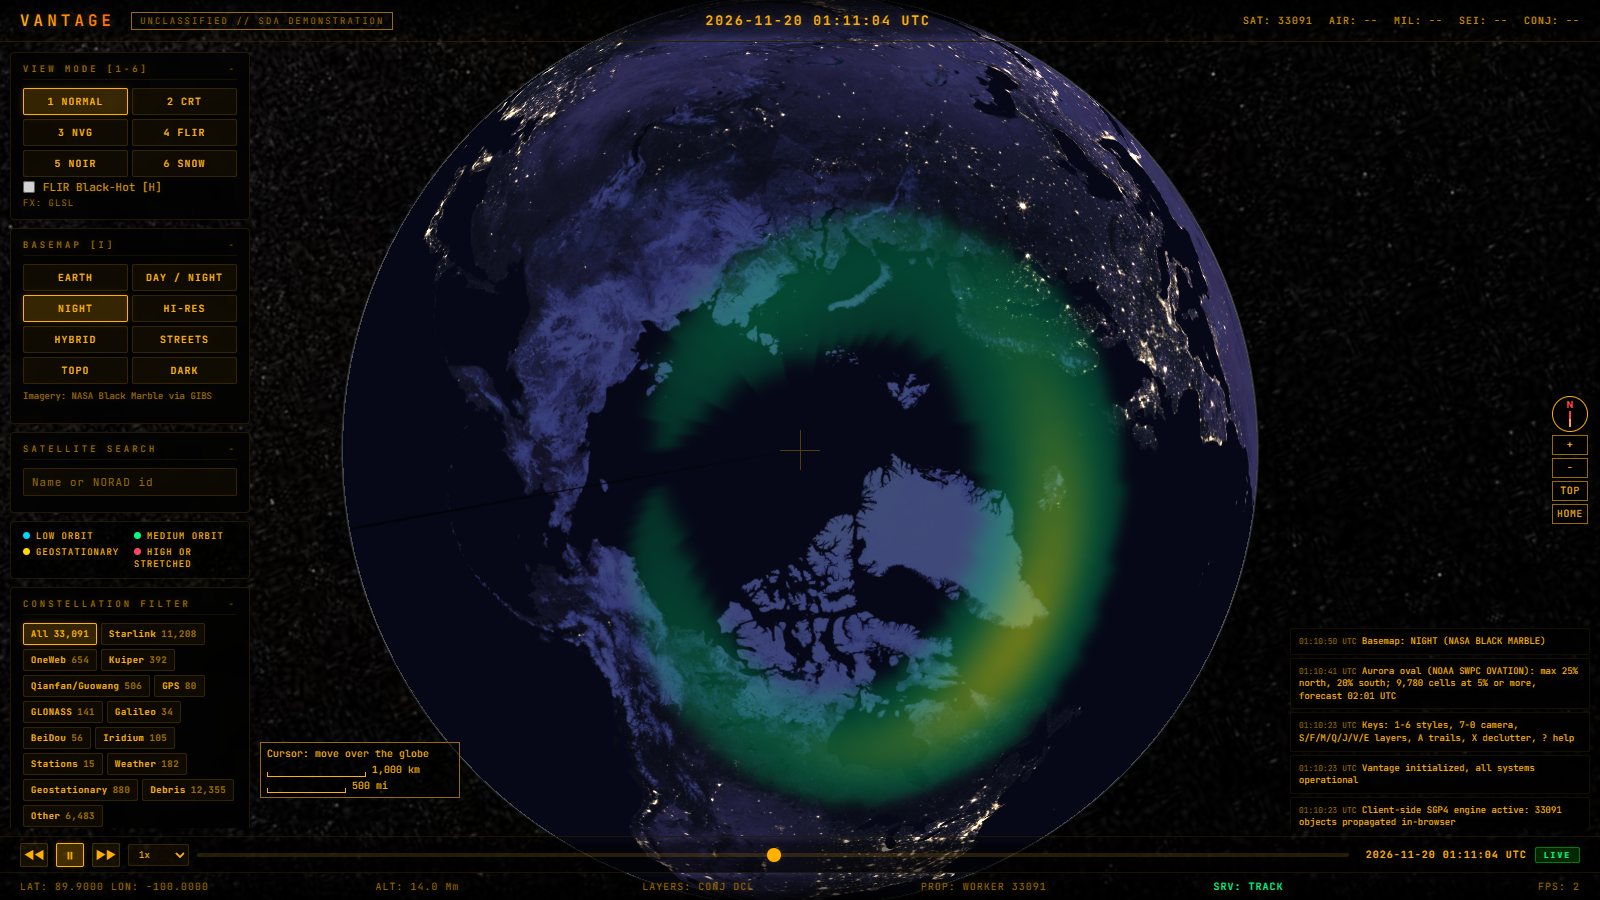 VANTAGE
UNCLASSIFIED // SDA DEMONSTRATION
2026-11-20 01:11:04 UTC
SAT: 33091 AIR: -- MIL: -- SEI: -- CONJ: --
VIEW MODE [1-6] -
1 NORMAL
2 CRT
3 NVG
4 FLIR
5 NOIR
6 SNOW
FLIR Black-Hot [H]
FX: GLSL
BASEMAP [I] -
EARTH
DAY / NIGHT
NIGHT
HI-RES
HYBRID
STREETS
TOPO
DARK
Imagery: NASA Black Marble via GIBS
SATELLITE SEARCH -
Name or NORAD id
LOW ORBIT
MEDIUM ORBIT
GEOSTATIONARY
HIGH OR
STRETCHED
CONSTELLATION FILTER -
All 33,091
Starlink 11,208
OneWeb 654
Kuiper 392
Qianfan/Guowang 506
GPS 80
GLONASS 141
Galileo 34
BeiDou 56
Iridium 105
Stations 15
Weather 182
Geostationary 880
Debris 12,355
Other 6,483
Cursor: move over the globe
1,000 km
500 mi
N
+
-
TOP
HOME
01:10:50 UTC Basemap: NIGHT (NASA BLACK MARBLE)
01:10:41 UTC Aurora oval (NOAA SWPC OVATION): max 25%
north, 20% south; 9,780 cells at 5% or more,
forecast 02:01 UTC
01:10:23 UTC Keys: 1-6 styles, 7-0 camera,
S/F/M/Q/J/V/E layers, A trails, X declutter, ? help
01:10:23 UTC Vantage initialized, all systems
operational
01:10:23 UTC Client-side SGP4 engine active: 33091
objects propagated in-browser
1x
2026-11-20 01:11:04 UTC
LIVE
LAT: 89.9000 LON: -100.0000
ALT: 14.0 Mm
LAYERS: CONJ DCL
PROP: WORKER 33091
SRV: TRACK
FPS: 2